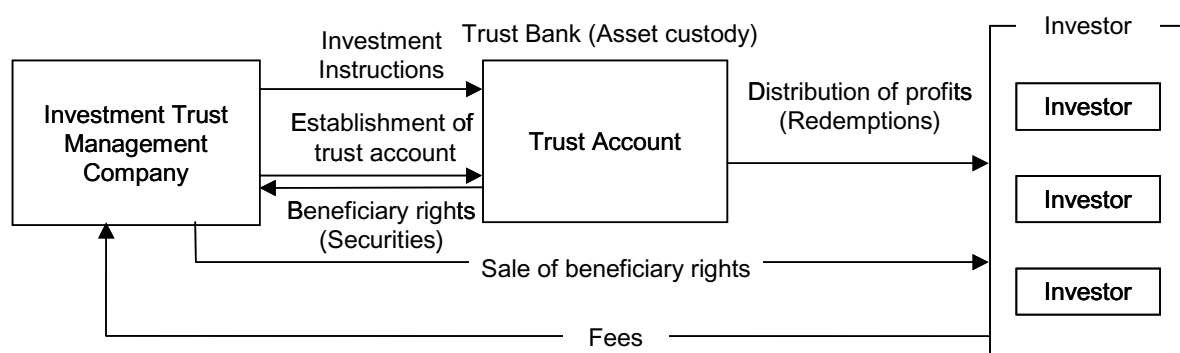 Investment Trust
Management
Company
Investment
Instructions
Establishment of
trust account
Beneficiary rights
(Securities)
Trust Bank (Asset custody)
Trust Account
Distribution of profits
(Redemptions)
Investor
Investor
Investor
Investor
Sale of beneficiary rights
Fees